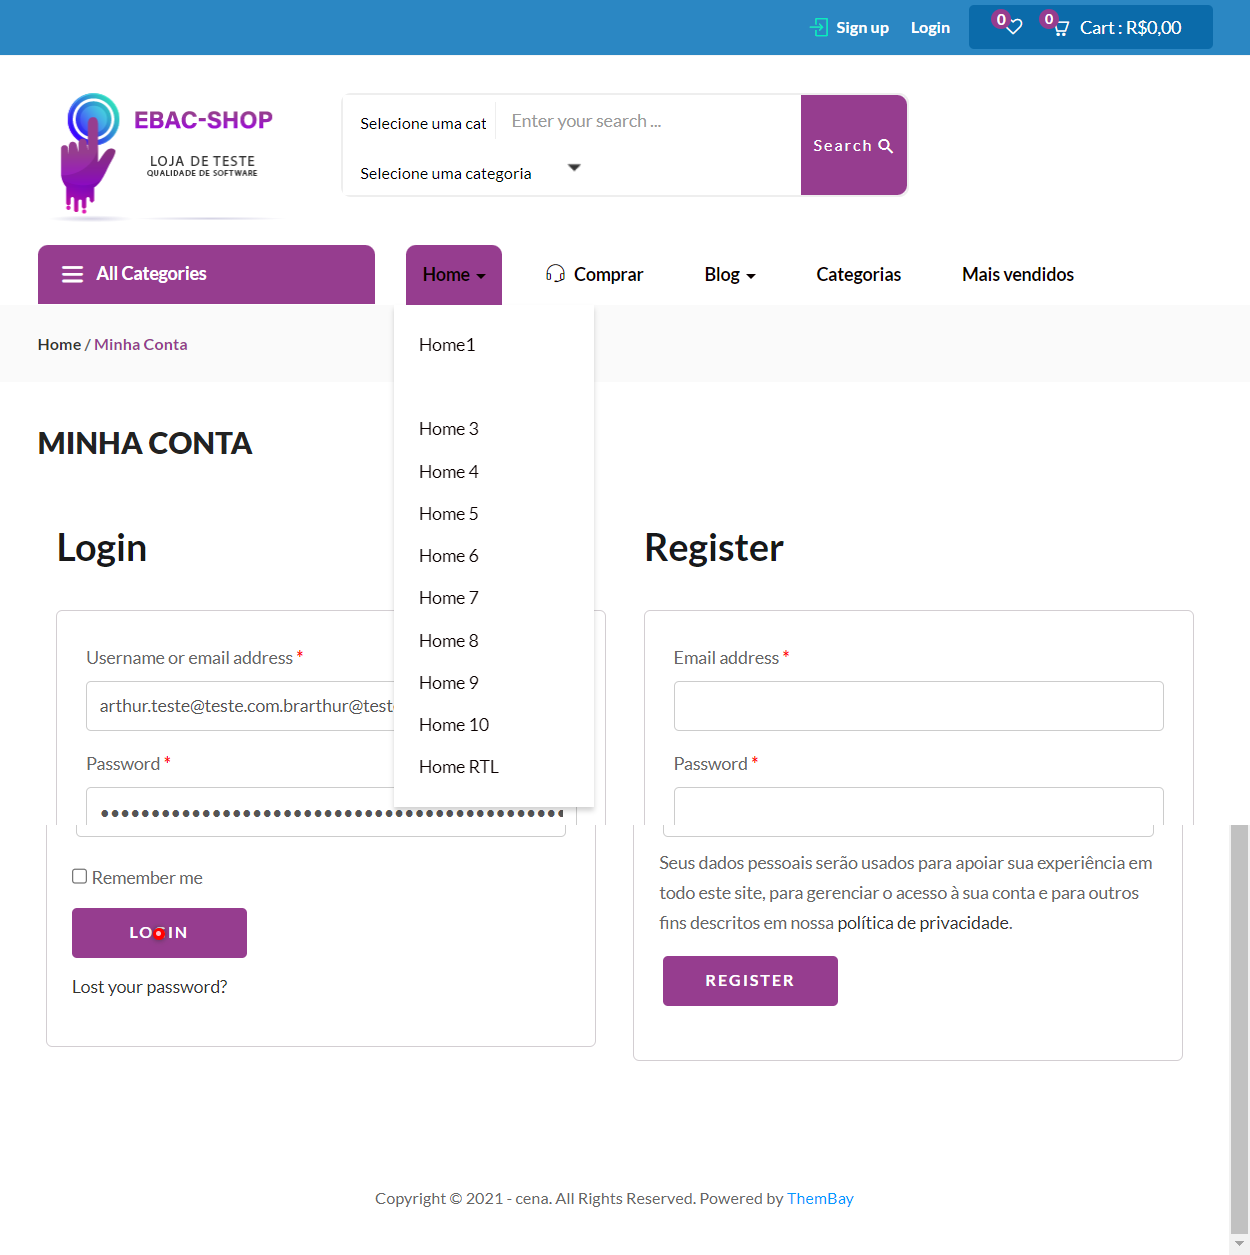 Sign up
Login
0
0
Cart : R$0,00
EBAC-SHOP
LOJA DE TESTE
QUALIDADE DE SOFTWARE
Selecione uma cat
Enter your search ...
Selecione uma categoria
Search
All Categories
Home
Comprar
Blog
Categorias
Mais vendidos
Home / Minha Conta
Home1
Home 3
Home 4
Home 5
Home 6
Home 7
Home 8
Home 9
Home 10
Home RTL
MINHA CONTA
Login
Username or email address *
arthur.teste@teste.com.brarthur@test
Password *
Remember me
LOGIN
Lost your password?
Register
Email address *
Password *
Seus dados pessoais serão usados para apoiar sua experiência em
todo este site, para gerenciar o acesso à sua conta e para outros
fins descritos em nossa política de privacidade.
REGISTER
Copyright © 2021 - cena. All Rights Reserved. Powered by ThemBay